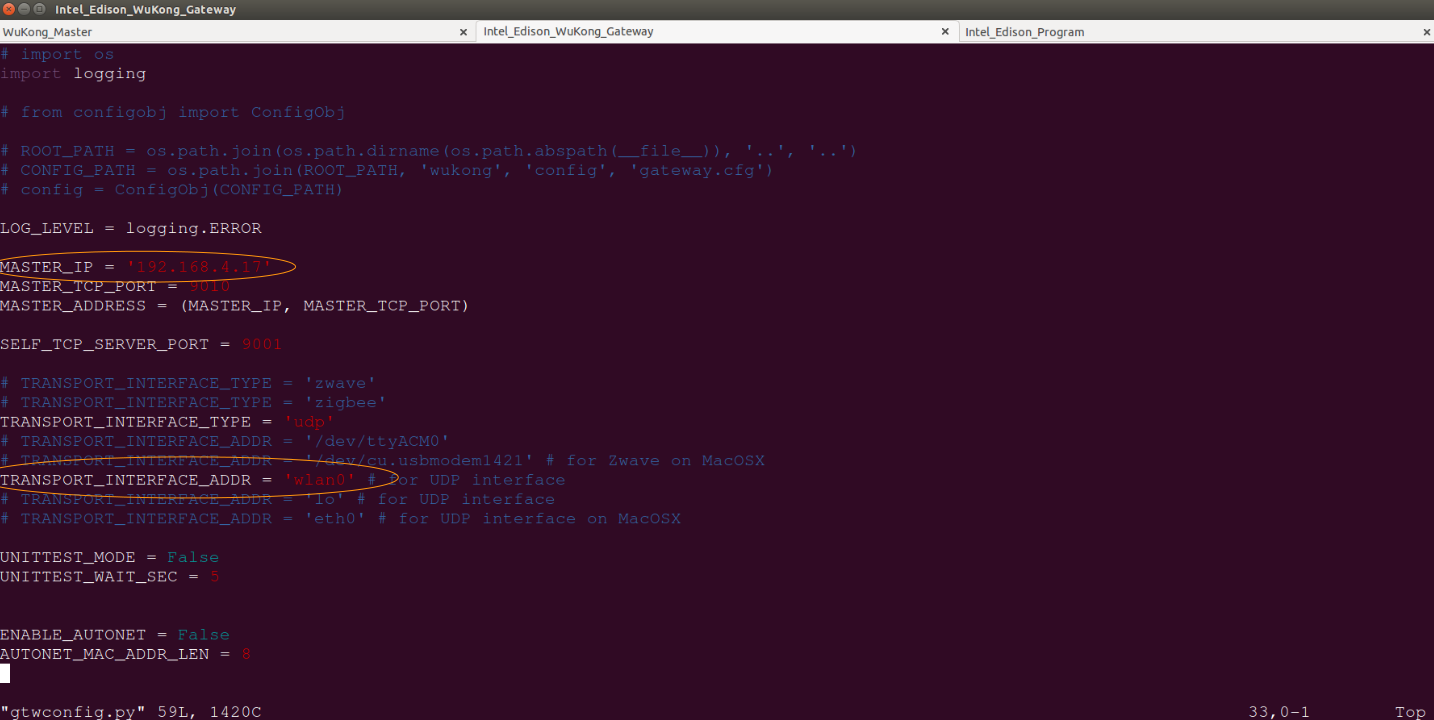 Intel_Edison_WuKong_Gateway
WuKong_Master × Intel_Edison_WuKong_Gateway × Intel_Edison_Program ×
# import os
import logging
# from configobj import ConfigObj
# ROOT_PATH = os.path.join(os.path.dirname(os.path.abspath(__file__)), '..', '..')
# CONFIG_PATH = os.path.join(ROOT_PATH, 'wukong', 'config', 'gateway.cfg')
# config = ConfigObj(CONFIG_PATH)
LOG_LEVEL = logging.ERROR
MASTER_IP = '192.168.4.17'
MASTER_TCP_PORT = 9010
MASTER_ADDRESS = (MASTER_IP, MASTER_TCP_PORT)
SELF_TCP_SERVER_PORT = 9001
# TRANSPORT_INTERFACE_TYPE = 'zwave'
# TRANSPORT_INTERFACE_TYPE = 'zigbee'
TRANSPORT_INTERFACE_TYPE = 'udp'
# TRANSPORT_INTERFACE_ADDR = '/dev/ttyACM0'
# TRANSPORT_INTERFACE_ADDR = '/dev/cu.usbmodem1421' # for Zwave on MacOSX
TRANSPORT_INTERFACE_ADDR = 'wlan0' # for UDP interface
# TRANSPORT_INTERFACE_ADDR = 'lo' # for UDP interface
# TRANSPORT_INTERFACE_ADDR = 'eth0' # for UDP interface on MacOSX
UNITTEST_MODE = False
UNITTEST_WAIT_SEC = 5
ENABLE_AUTONET = False
AUTONET_MAC_ADDR_LEN = 8
"gtwconfig.py" 59L, 1420C 33,0-1 Top